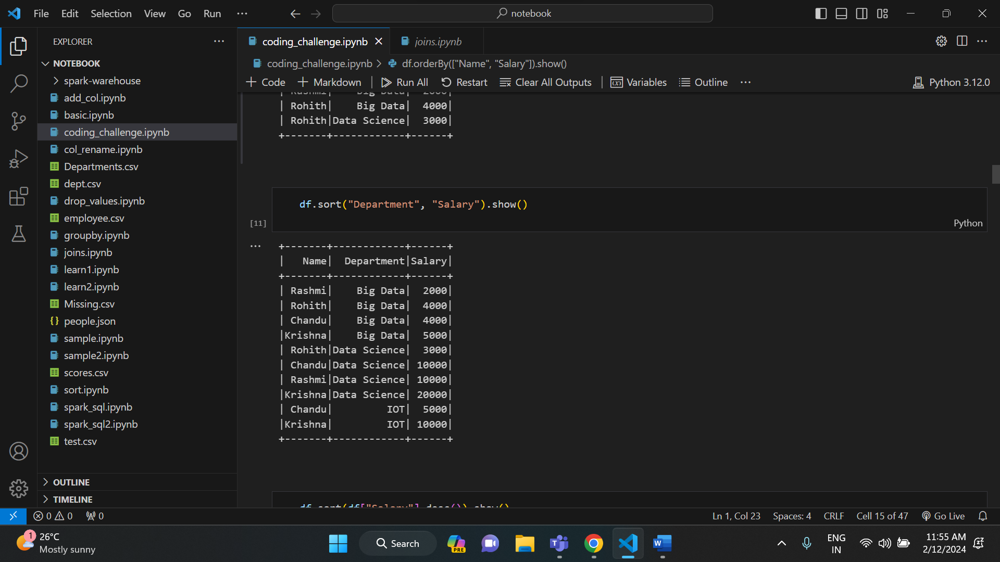 File Edit Selection View Go Run ··· notebook
EXPLORER ···
coding_challenge.ipynb
joins.ipynb
coding_challenge.ipynb > df.orderBy(["Name", "Salary"]).show()
+ Code + Markdown | Run All Restart Clear All Outputs | Variables Outline ··· Python 3.12.0
NOTEBOOK
spark-warehouse
add_col.ipynb
basic.ipynb
coding_challenge.ipynb
col_rename.ipynb
Departments.csv
dept.csv
drop_values.ipynb
employee.csv
groupby.ipynb
joins.ipynb
learn1.ipynb
learn2.ipynb
Missing.csv
{} people.json
sample.ipynb
sample2.ipynb
scores.csv
sort.ipynb
spark_sql.ipynb
spark_sql2.ipynb
test.csv
OUTLINE
TIMELINE
| Rashmi|    Big Data|  2000|
| Rohith|    Big Data|  4000|
| Rohith|Data Science|  3000|
+-------+------------+------+
df.sort("Department", "Salary").show()
[11]
Python
+-------+------------+------+
|   Name|  Department|Salary|
+-------+------------+------+
| Rashmi|    Big Data|  2000|
| Rohith|    Big Data|  4000|
| Chandu|    Big Data|  4000|
|Krishna|    Big Data|  5000|
| Rohith|Data Science|  3000|
| Chandu|Data Science| 10000|
| Rashmi|Data Science| 10000|
|Krishna|Data Science| 20000|
| Chandu|         IOT|  5000|
|Krishna|         IOT| 10000|
+-------+------------+------+
df.sort(df["Salary"].desc()).show()
0 0 0 Ln 1, Col 23 Spaces: 4 CRLF Cell 15 of 47 Go Live
1 26°C
Mostly sunny
Search
PRE
ENG
IN
11:55 AM
2/12/2024